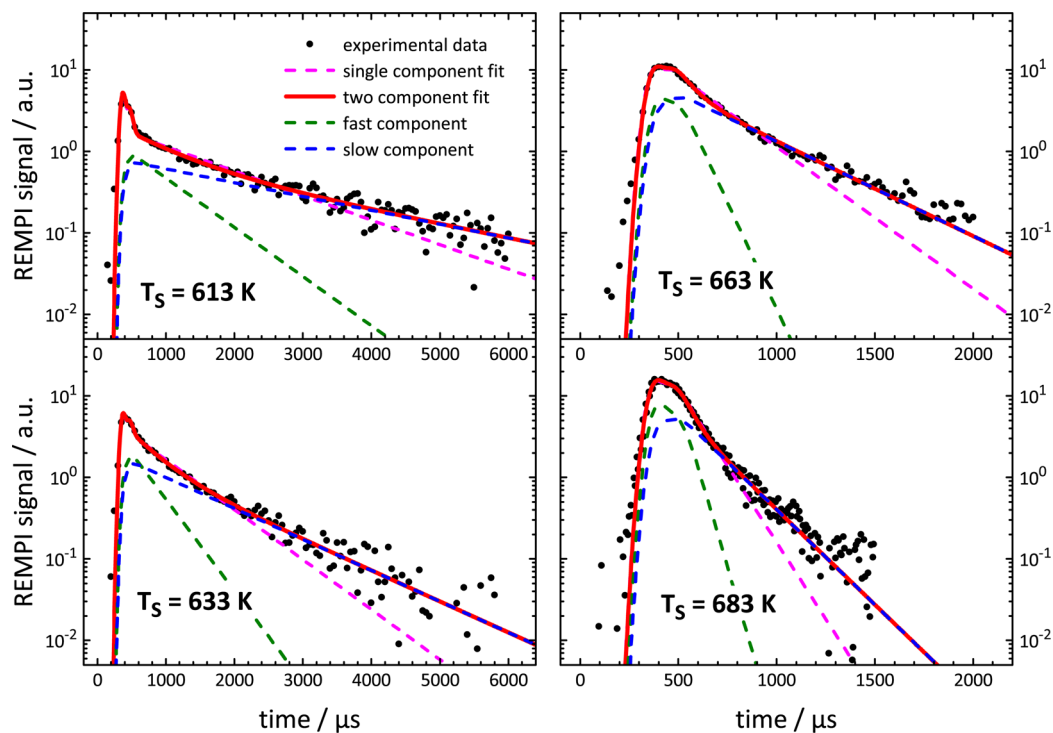 experimental data
single component fit
two component fit
fast component
slow component
REMPI signal / a.u.
10^1
10^0
10^-1
10^-2
T_S = 613 K
0 1000 2000 3000 4000 5000 6000
10^1
10^0
10^-1
10^-2
T_S = 663 K
0 500 1000 1500 2000
REMPI signal / a.u.
10^1
10^0
10^-1
10^-2
T_S = 633 K
0 1000 2000 3000 4000 5000 6000
time / μs
10^1
10^0
10^-1
10^-2
T_S = 683 K
0 500 1000 1500 2000
time / μs